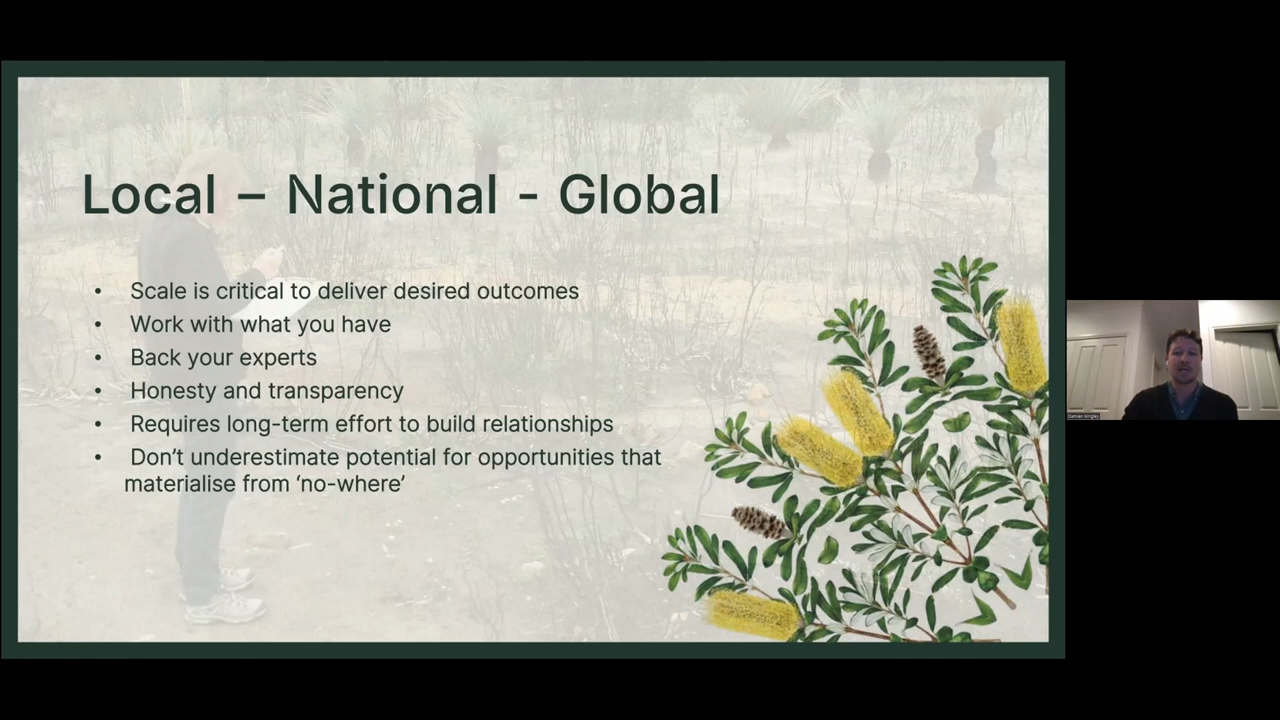 Local – National - Global
• Scale is critical to deliver desired outcomes
• Work with what you have
• Back your experts
• Honesty and transparency
• Requires long-term effort to build relationships
• Don’t underestimate potential for opportunities that
materialise from ‘no-where’
Damian Wrigley